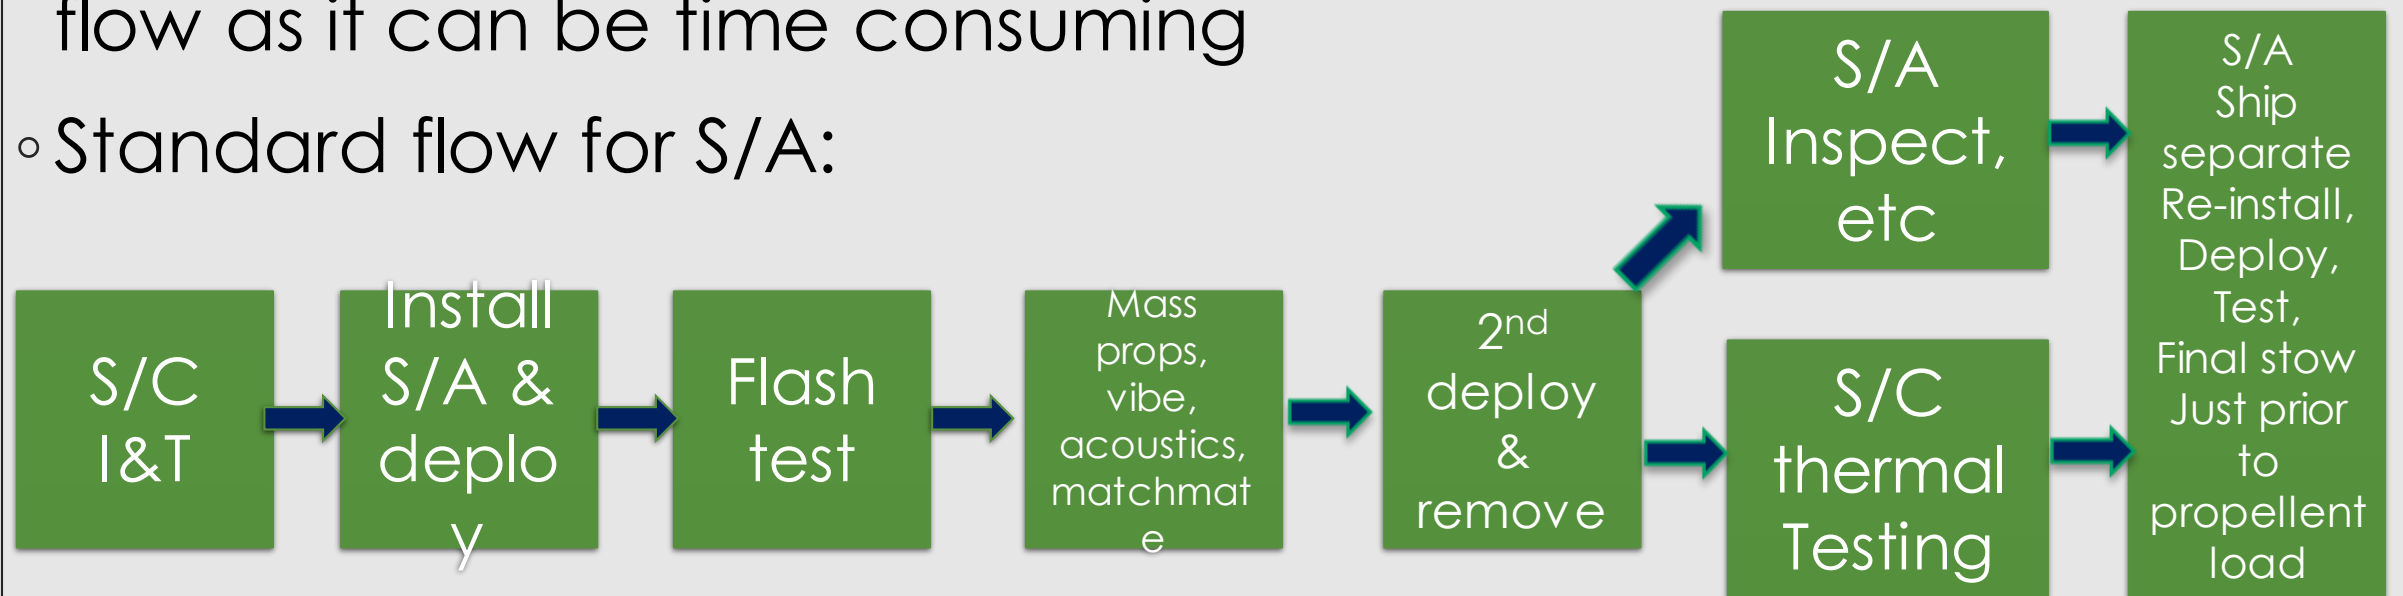 flow as it can be time consuming
Standard flow for S/A:
S/C
I&T
Install
S/A &
deplo
y
Flash
test
Mass
props,
vibe,
acoustics,
matchmat
e
2nd
deploy
&
remove
S/A
Inspect,
etc
S/C
thermal
Testing
S/A
Ship
separate
Re-install,
Deploy,
Test,
Final stow
Just prior
to
propellent
load